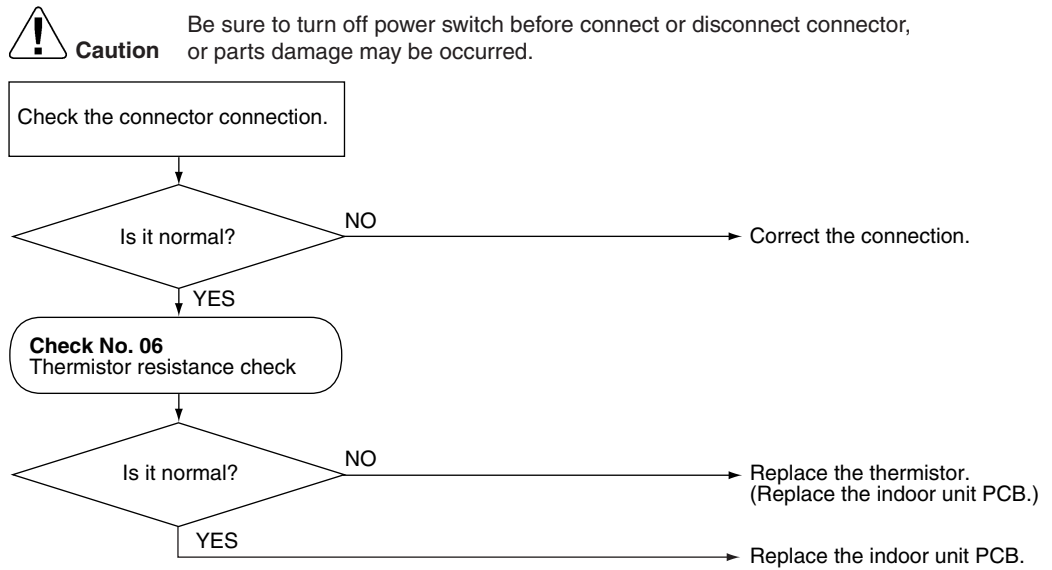 Be sure to turn off power switch before connect or disconnect connector,
Caution or parts damage may be occurred.
Check the connector connection.
Is it normal?
NO
Correct the connection.
YES
Check No. 06
Thermistor resistance check
Is it normal?
NO
Replace the thermistor.
(Replace the indoor unit PCB.)
YES
Replace the indoor unit PCB.